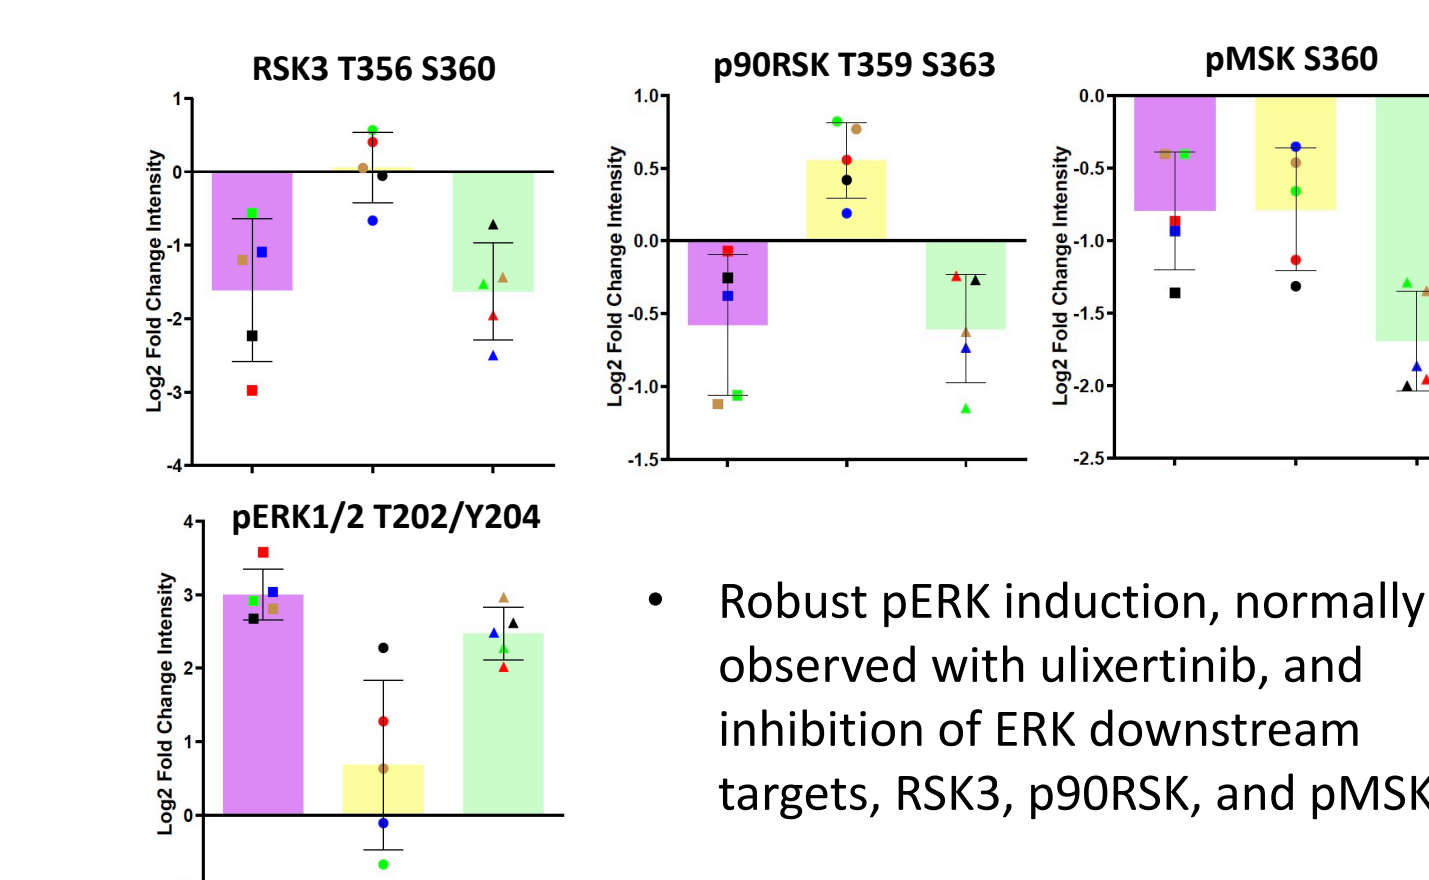 RSK3 T356 S360
p90RSK T359 S363
pMSK S360
Log2 Fold Change Intensity
1
0
-1
-2
-3
-4
Log2 Fold Change Intensity
1.0
0.5
0.0
-0.5
-1.0
-1.5
Log2 Fold Change Intensity
0.0
-0.5
-1.0
-1.5
-2.0
-2.5
pERK1/2 T202/Y204
Log2 Fold Change Intensity
4
3
2
1
0
• Robust pERK induction, normally
observed with ulixertinib, and
inhibition of ERK downstream
targets, RSK3, p90RSK, and pMSK